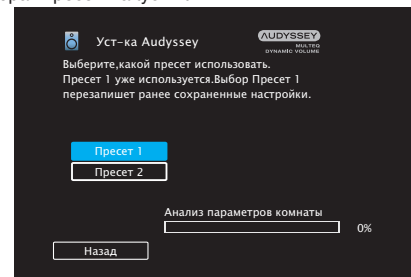 Уст-ка Audyssey
AUDYSSEY
MULTEQ
DYNAMIC VOLUME
Выберите,какой пресет использовать.
Пресет 1 уже используется.Выбор Пресет 1
перезапишет ранее сохраненные настройки.
Пресет 1
Пресет 2
Анализ параметров комнаты
0%
Назад